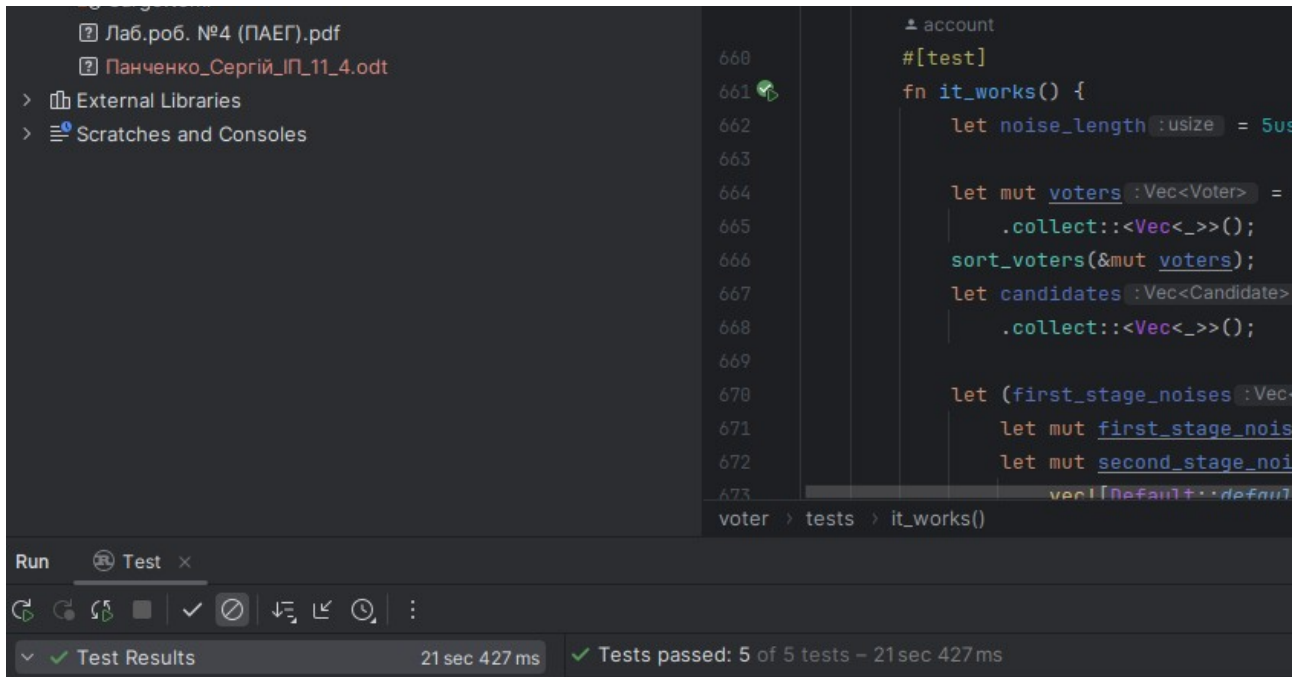 Лаб.роб. №4 (ПАЕГ).pdf
Панченко_Сергій_ІП_11_4.odt
External Libraries
Scratches and Consoles
account
660 #[test]
661 fn it_works() {
662 let noise_length : usize = 5us
663
664 let mut voters : Vec<Voter> =
665 .collect::<Vec<_>>();
666 sort_voters(&mut voters);
667 let candidates : Vec<Candidate>
668 .collect::<Vec<_>>();
669
670 let (first_stage_noises : Vec<
671 let mut first_stage_nois
672 let mut second_stage_noi
673 vec![Default::defaul
voter > tests > it_works()
Run Test ×
Test Results 21 sec 427 ms
Tests passed: 5 of 5 tests – 21 sec 427 ms